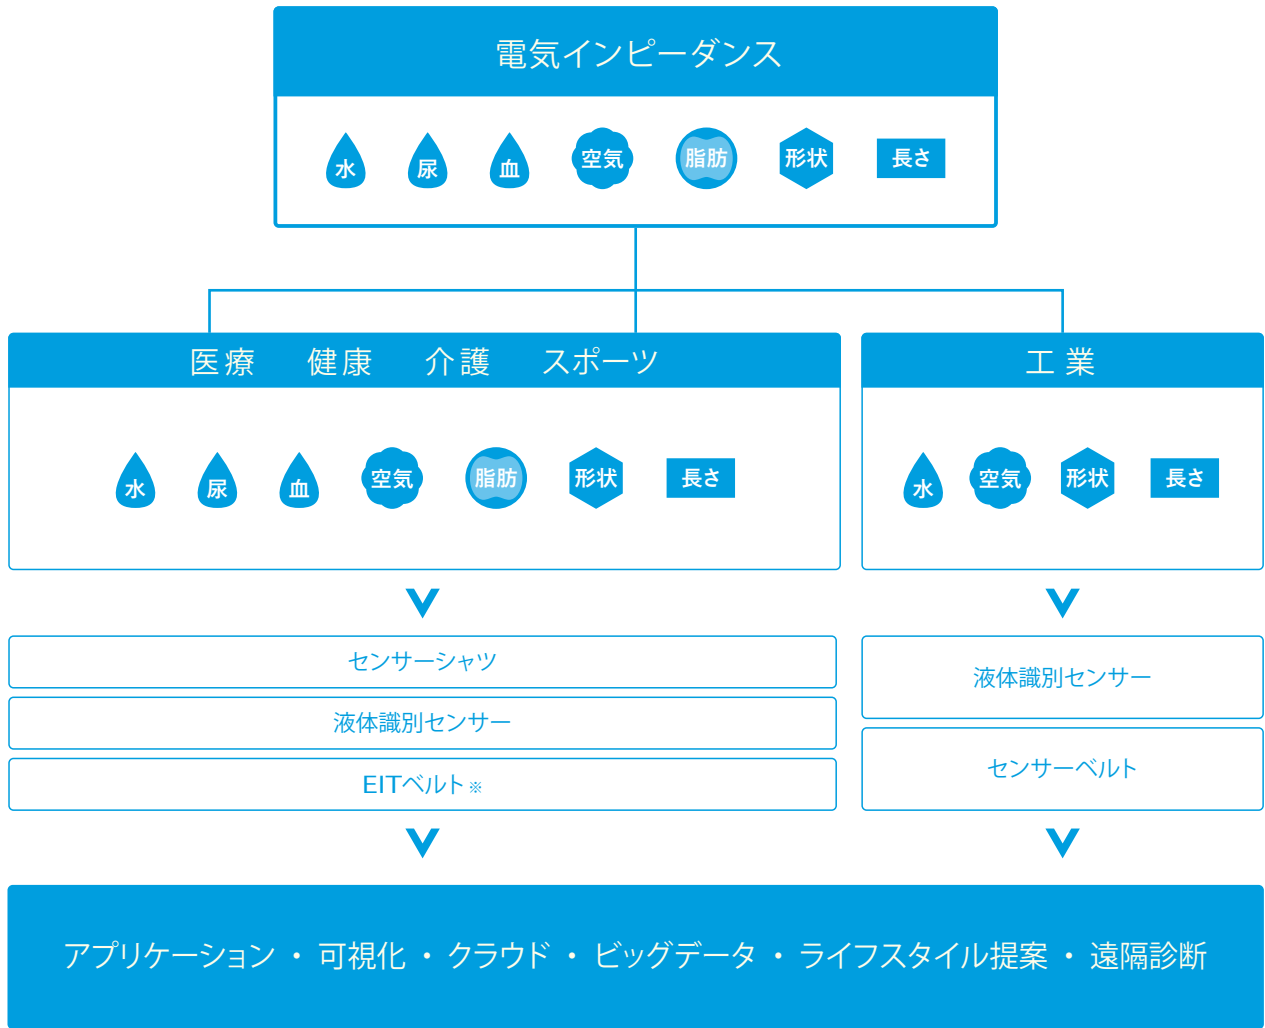 電気インピーダンス
水 尿 血 空気 脂肪 形状 長さ
医療 健康 介護 スポーツ
水 尿 血 空気 脂肪 形状 長さ
センサーシャツ
液体識別センサー
EITベルト※
工業
水 空気 形状 長さ
液体識別センサー
センサーベルト
アプリケーション ・ 可視化 ・ クラウド ・ ビッグデータ ・ ライフスタイル提案 ・ 遠隔診断